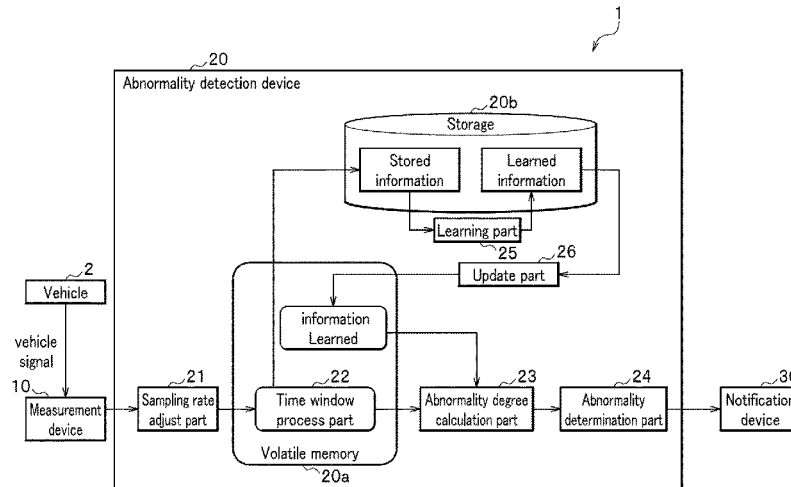 1
20
Abnormality detection device
20b
Storage
Stored
information
Learned
information
Learning part
25
26
Update part
2
Vehicle
vehicle
signal
information
Learned
10
Measurement
device
21
Sampling rate
adjust part
22
Time window
process part
Volatile memory
20a
23
Abnormality degree
calculation part
24
Abnormality
determination part
30
Notification
device